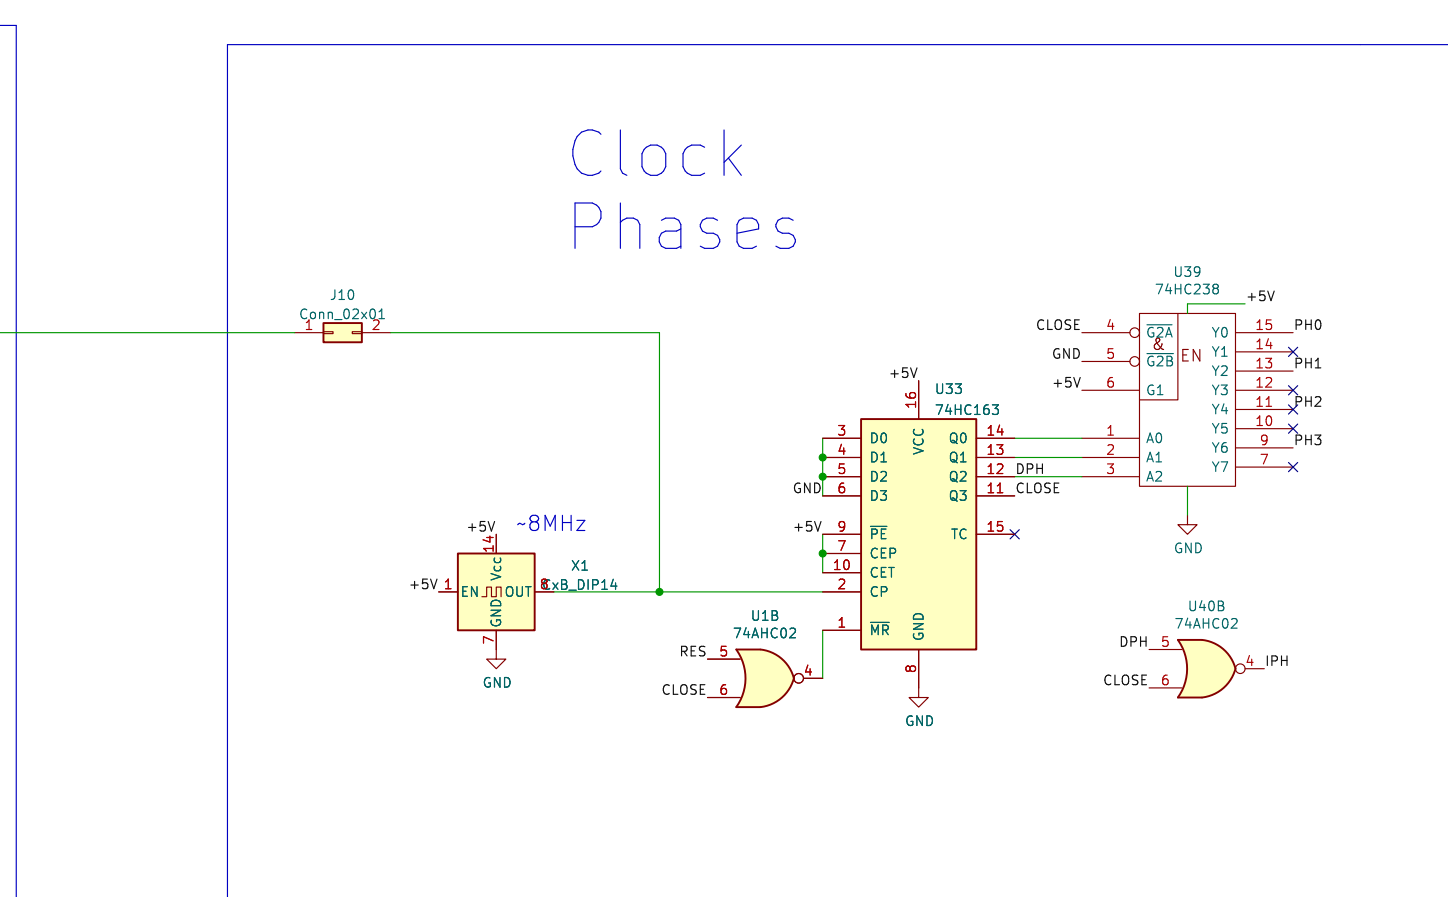 Clock
Phases
J10
Conn_02x01
1 2
~8MHz
+5V
14
Vcc
X1
CxB_DIP14
+5V 1 EN OUT 8
GND
7
GND
U1B
74AHC02
RES 5
4
CLOSE 6
+5V
16
U33
74HC163
VCC
3 D0 Q0 14
4 D1 Q1 13
5 D2 Q2 12 DPH
GND 6 D3 Q3 11 CLOSE
+5V 9 PE TC 15
7 CEP
10 CET
2 CP
1 MR
GND
8
GND
U39
74HC238
+5V
CLOSE 4 G2A Y0 15 PH0
& EN Y1 14
GND 5 G2B Y2 13 PH1
+5V 6 G1 Y3 12
Y4 11 PH2
1 A0 Y5 10
2 A1 Y6 9 PH3
3 A2 Y7 7
GND
U40B
74AHC02
DPH 5
4 IPH
CLOSE 6